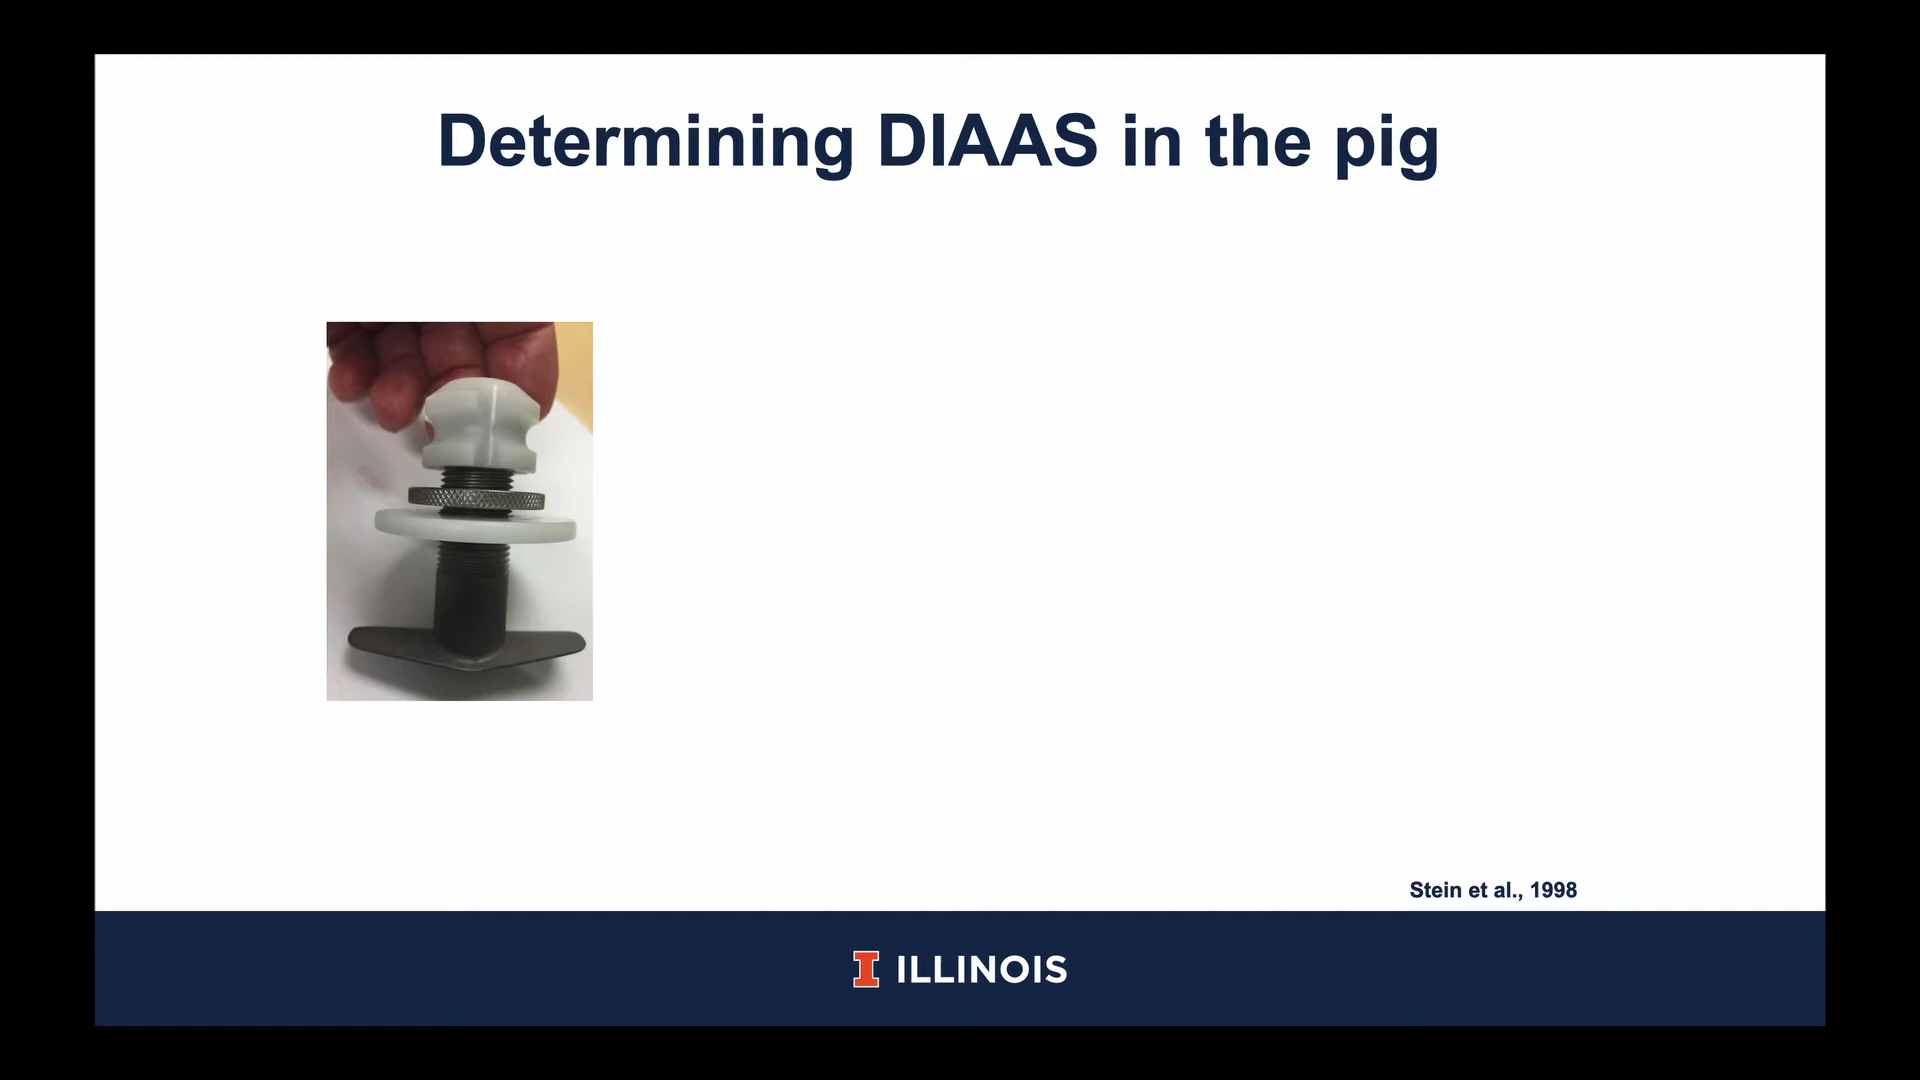 Determining DIAAS in the pig
Stein et al., 1998
I ILLINOIS